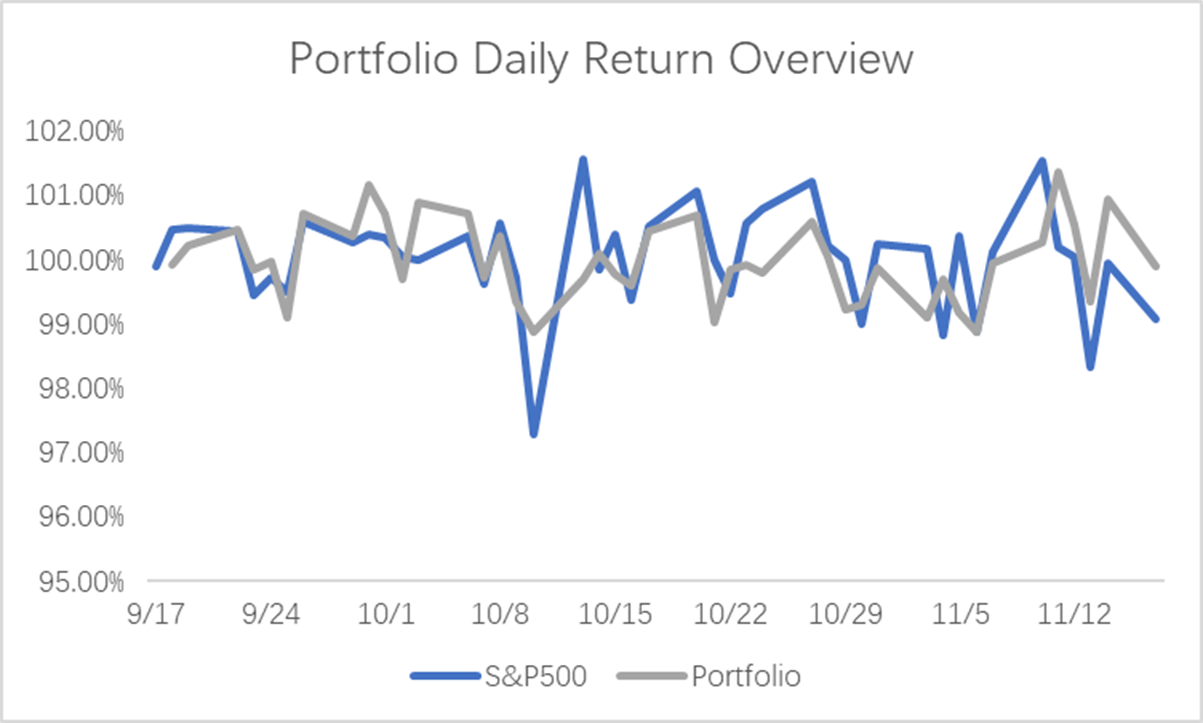 Portfolio Daily Return Overview
102.00%
101.00%
100.00%
99.00%
98.00%
97.00%
96.00%
95.00%
9/17 9/24 10/1 10/8 10/15 10/22 10/29 11/5 11/12
S&P500 Portfolio